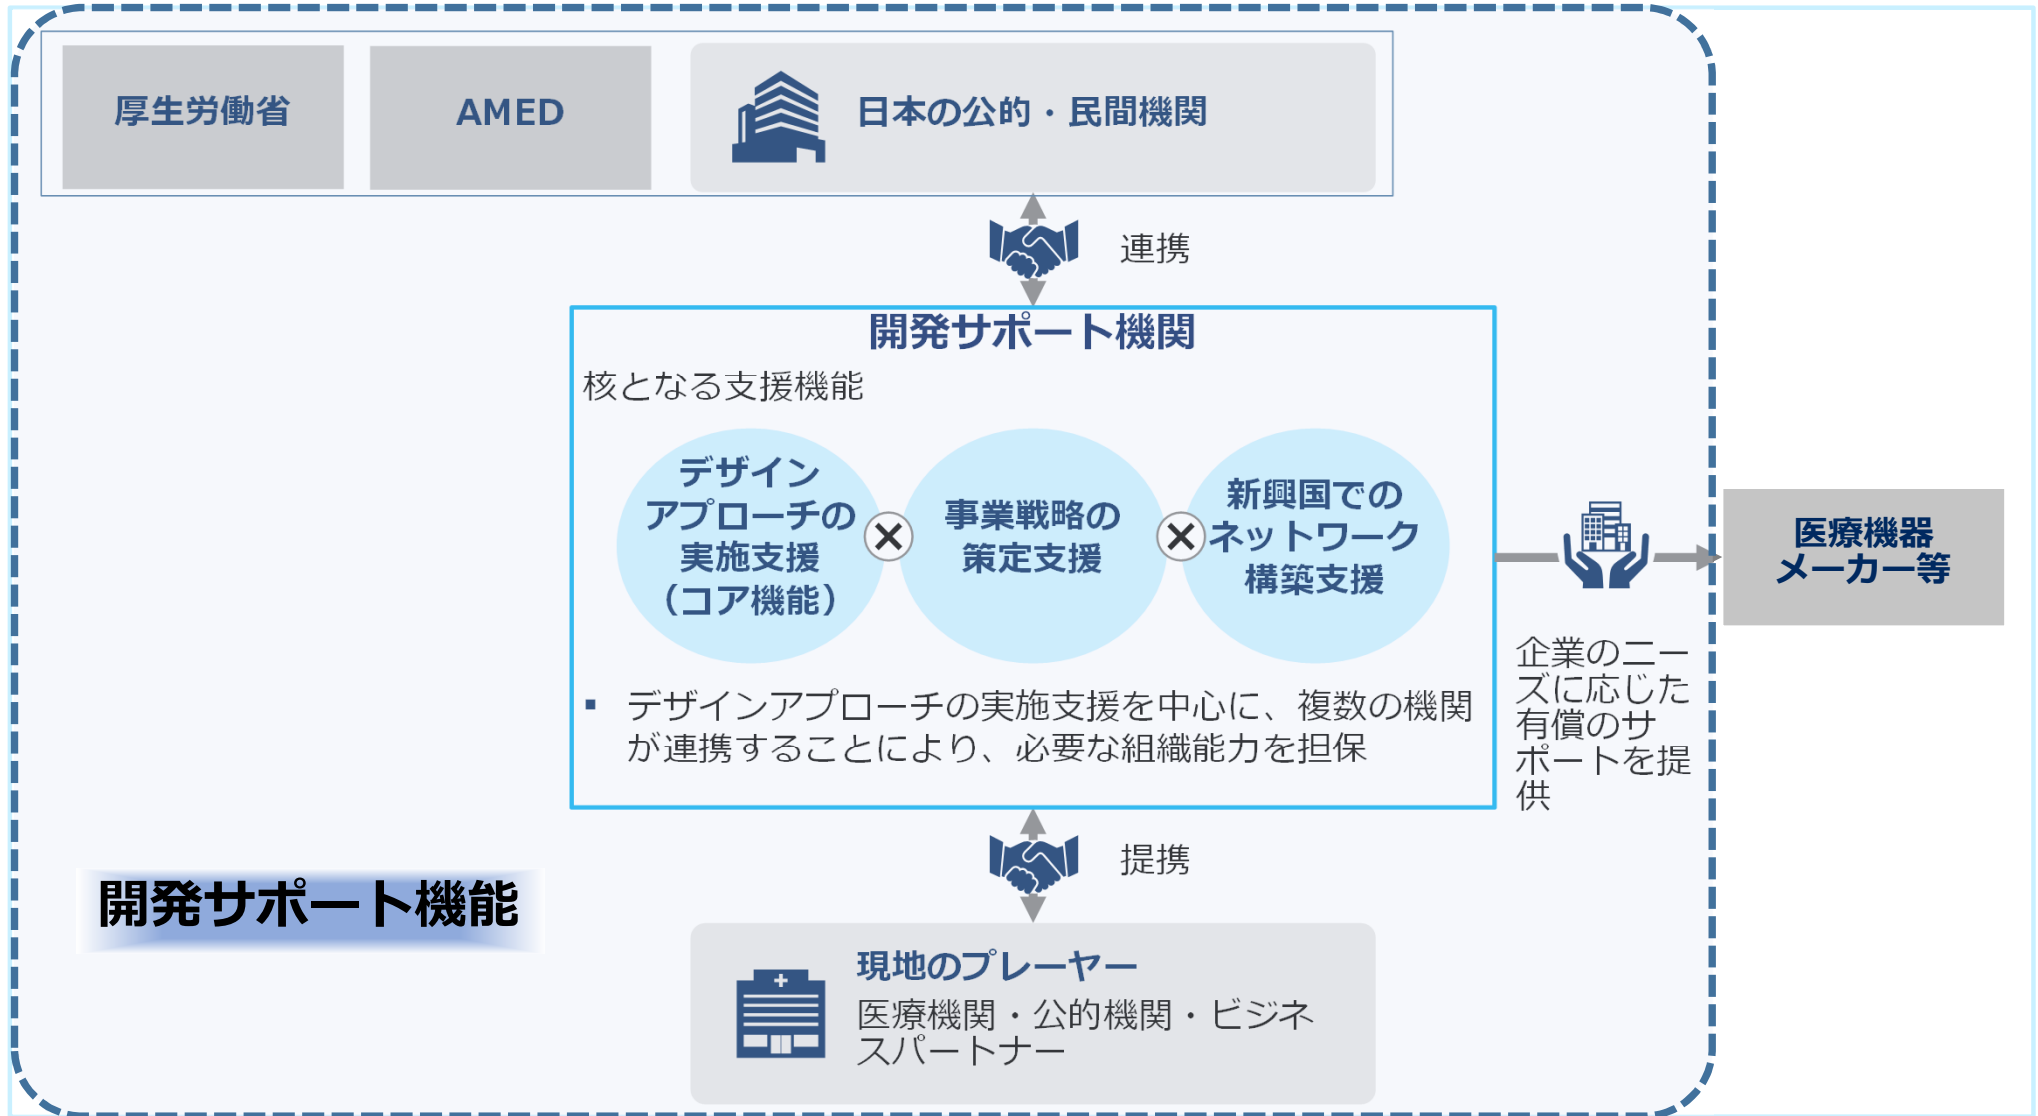 厚生労働省
AMED
日本の公的・民間機関
連携
開発サポート機関
核となる支援機能
デザイン
アプローチの
実施支援
（コア機能）
事業戦略の
策定支援
新興国での
ネットワーク
構築支援
▪ デザインアプローチの実施支援を中心に、複数の機関
が連携することにより、必要な組織能力を担保
医療機器
メーカー等
企業のニー
ズに応じた
有償のサ
ポートを提
供
提携
開発サポート機能
現地のプレーヤー
医療機関・公的機関・ビジネ
スパートナー